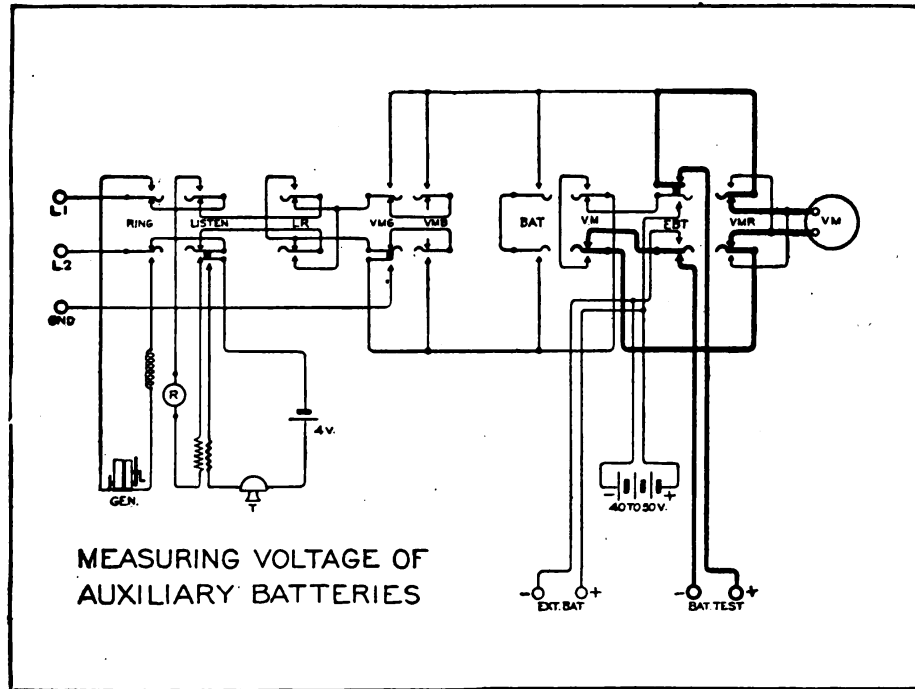 L1
RING
LISTEN
LR
VMG
VMB
BAT
VM
EBT
VMR
VM
L2
GND
R
4V.
GEN.
T
- +
40 TO 50 V.
MEASURING VOLTAGE OF
AUXILIARY BATTERIES
- EXT. BAT +
- BAT. TEST +